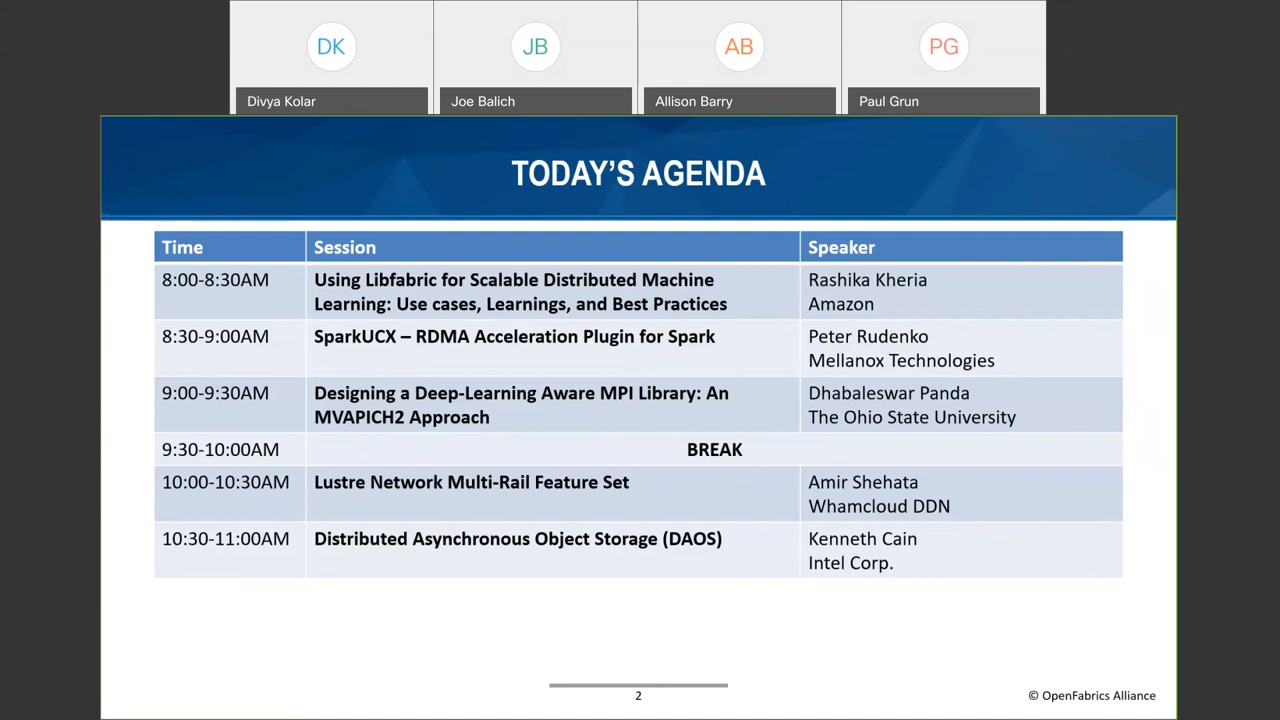 DK
JB
AB
PG
Divya Kolar
Joe Balich
Allison Barry
Paul Grun
TODAY'S AGENDA
Time Session Speaker
8:00-8:30AM Using Libfabric for Scalable Distributed Machine Rashika Kheria
Learning: Use cases, Learnings, and Best Practices Amazon
8:30-9:00AM SparkUCX – RDMA Acceleration Plugin for Spark Peter Rudenko
Mellanox Technologies
9:00-9:30AM Designing a Deep-Learning Aware MPI Library: An Dhabaleswar Panda
MVAPICH2 Approach The Ohio State University
9:30-10:00AM BREAK
10:00-10:30AM Lustre Network Multi-Rail Feature Set Amir Shehata
Whamcloud DDN
10:30-11:00AM Distributed Asynchronous Object Storage (DAOS) Kenneth Cain
Intel Corp.
2
© OpenFabrics Alliance